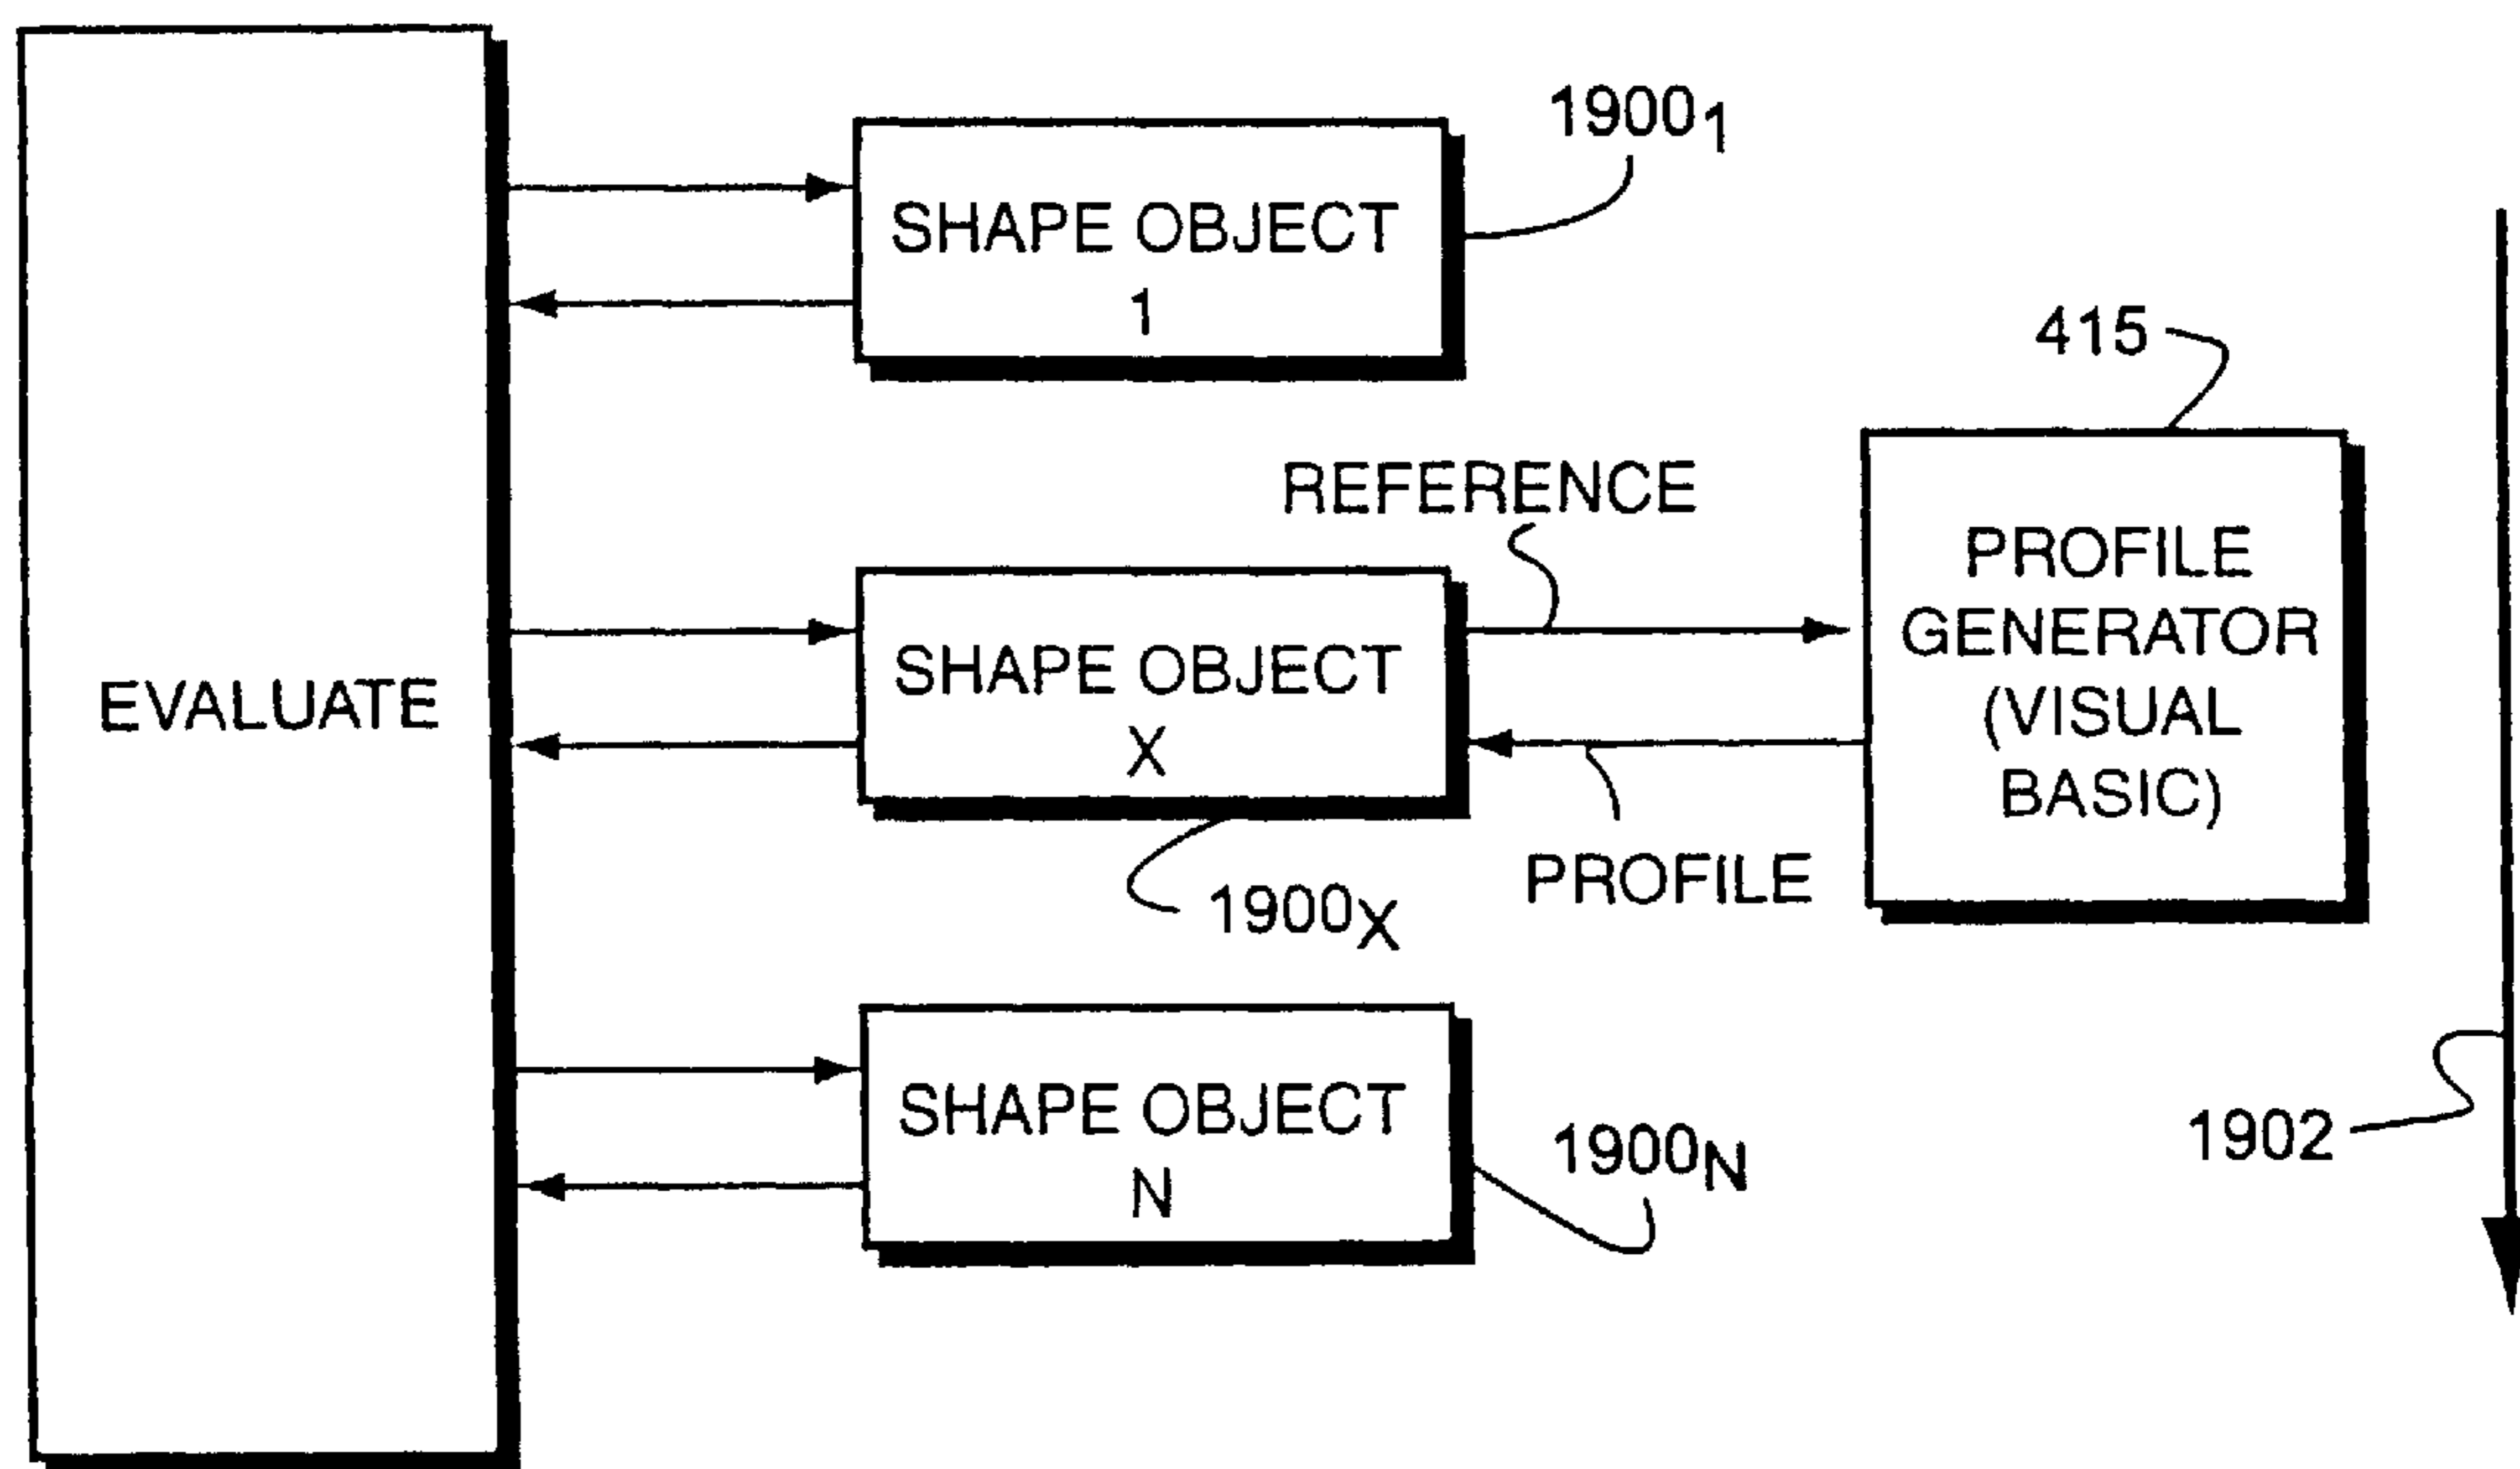 1900₁
SHAPE OBJECT
1
415
REFERENCE
PROFILE
GENERATOR
(VISUAL
BASIC)
EVALUATE
SHAPE OBJECT
X
PROFILE
1900X
SHAPE OBJECT
N
1900N
1902